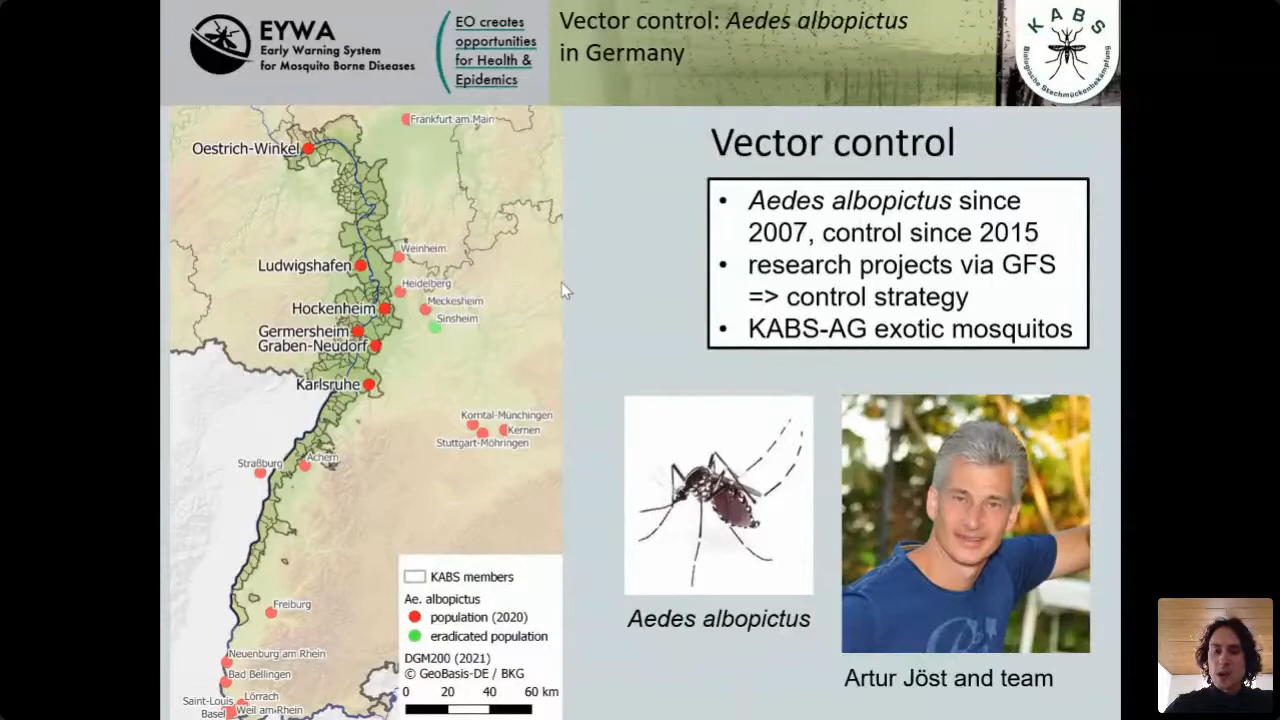 EYWA
Early Warning System
for Mosquito Borne Diseases
EO creates
opportunities
for Health &
Epidemics
Vector control: Aedes albopictus
in Germany
KABS
Biologische Stechmückenbekämpfung
Frankfurt am Main
Oestrich-Winkel
Weinheim
Ludwigshafen
Heidelberg
Meckesheim
Hockenheim
Sinsheim
Germersheim
Graben-Neudorf
Karlsruhe
Korntal-Münchingen
Kernen
Stuttgart-Möhringen
Straßburg
Achern
Freiburg
Neuenburg am Rhein
Bad Bellingen
Lörrach
Saint-Louis
Weil am Rhein
Basel
KABS members
Ae. albopictus
population (2020)
eradicated population
DGM200 (2021)
© GeoBasis-DE / BKG
0 20 40 60 km
Vector control
• Aedes albopictus since
2007, control since 2015
• research projects via GFS
=> control strategy
• KABS-AG exotic mosquitos
Aedes albopictus
Artur Jöst and team